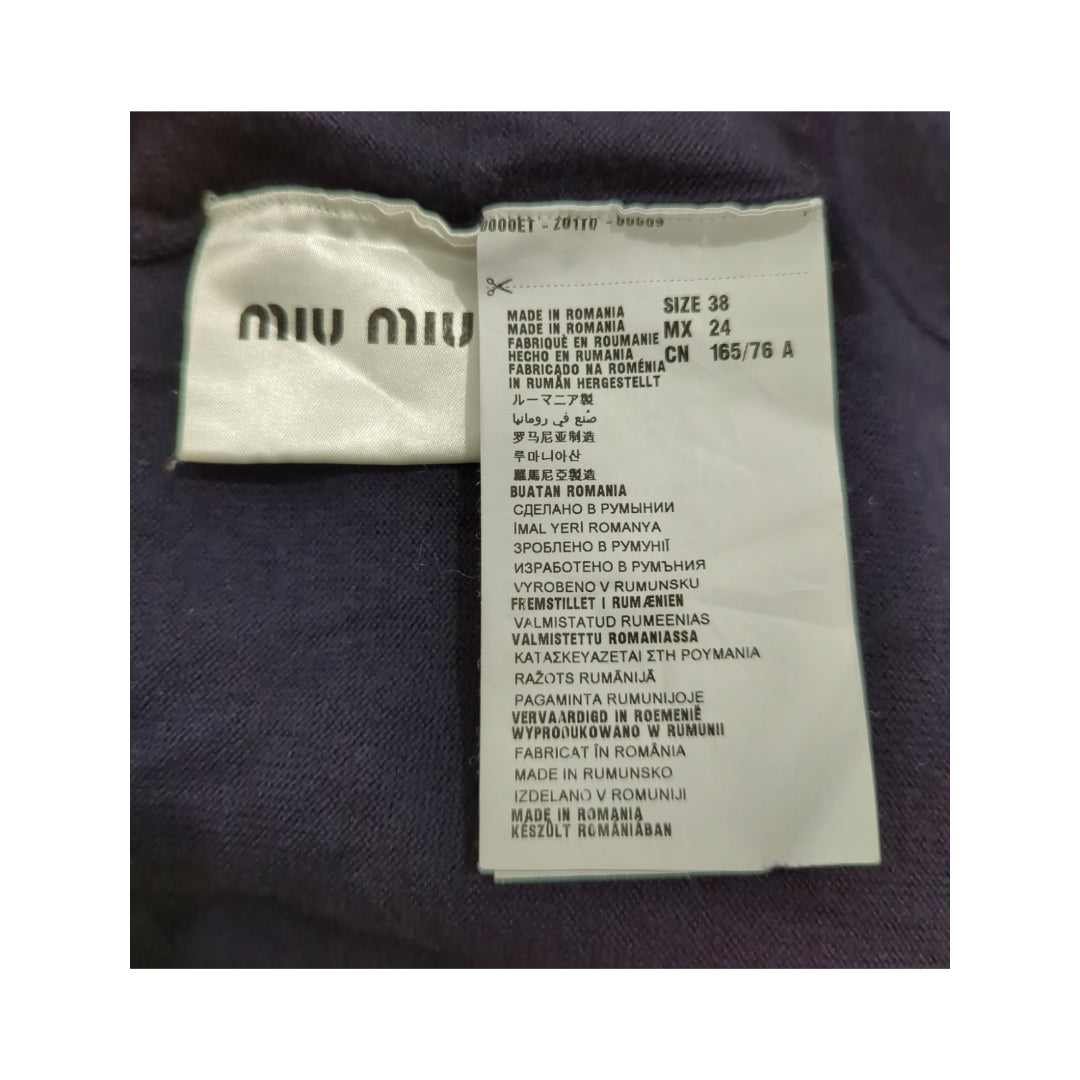 miu miu
MADE IN ROMANIA
MADE IN ROMANIA
FABRIQUÈ EN ROUMANIE
HECHO EN RUMANIA
FABRICADO NA ROMÉNIA
IN RUMÄN HERGESTELLT
SIZE 38
MX 24
CN 165/76 A
ルーマニア製
صُنع في رومانيا
罗马尼亚制造
루마니아산
羅馬尼亞製造
BUATAN ROMANIA
СДЕЛАНО В РУМЫНИИ
İMAL YERİ ROMANYA
ЗРОБЛЕНО В РУМУНІЇ
ИЗРАБОТЕНО В РУМЪНИЯ
VYROBENO V RUMUNSKU
FREMSTILLET I RUMÆNIEN
VALMISTATUD RUMEENIAS
VALMISTETTU ROMANIASSA
ΚΑΤΑΣΚΕΥΑΖΕΤΑΙ ΣΤΗ ΡΟΥΜΑΝΙΑ
RAŽOTS RUMĀNIJĀ
PAGAMINTA RUMUNIJOJE
VERVAARDIGD IN ROEMENIË
WYPRODUKOWANO W RUMUNII
FABRICAT ÎN ROMÂNIA
MADE IN RUMUNSKO
IZDELANO V ROMUNIJI
MADE IN ROMANIA
KÉSZÜLT ROMÁNIÁBAN